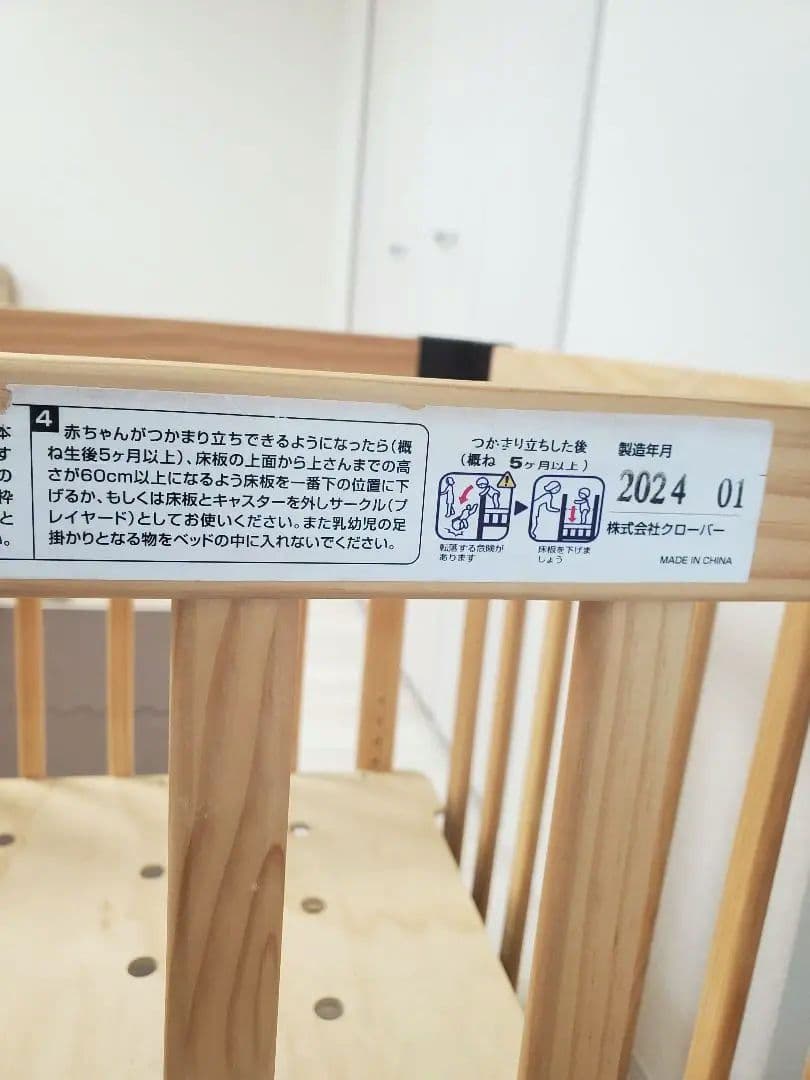 本
す
の
枠
と
い。
4
赤ちゃんがつかまり立ちできるようになったら(概
ね生後5ヶ月以上)、床板の上面から上さんまでの高
さが60cm以上になるよう床板を一番下の位置に下
げるか、もしくは床板とキャスターを外しサークル(プ
レイヤード)としてお使いください。また乳幼児の足
掛かりとなる物をベッドの中に入れないでください。
つかまり立ちした後
(概ね 5ヶ月以上)
転落する危険が
あります
床板を下げま
しょう
製造年月
2024 01
株式会社クローバー
MADE IN CHINA